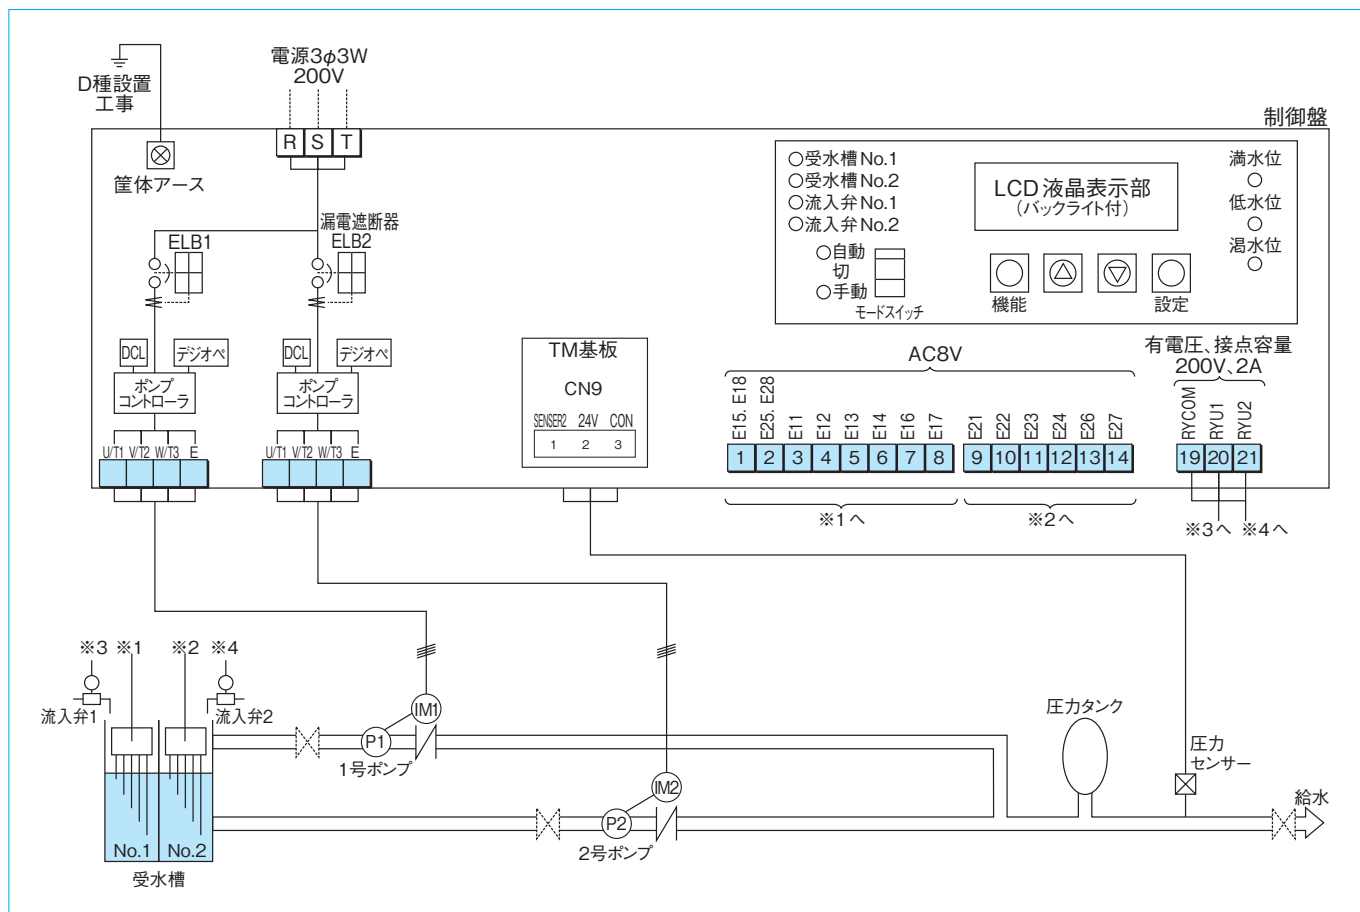 電源3φ3W
200V
D種設置
工事
制御盤
R S T
筐体アース
漏電遮断器
ELB1
ELB2
受水槽No.1
受水槽No.2
流入弁No.1
流入弁No.2
自動
切
手動
モードスイッチ
LCD液晶表示部
(バックライト付)
機能
設定
満水位
低水位
渇水位
DCL
デジオペ
DCL
デジオペ
ポンプ
コントローラ
ポンプ
コントローラ
U/T1 V/T2 W/T3 E
U/T1 V/T2 W/T3 E
TM基板
CN9
SENSER2 24V CON
1 2 3
AC8V
有電圧、接点容量
200V、2A
E15. E18
E25. E28
E11
E12
E13
E14
E16
E17
E21
E22
E23
E24
E26
E27
RYCOM
RYU1
RYU2
1 2 3 4 5 6 7 8
9 10 11 12 13 14
19 20 21
※1へ
※2へ
※3へ
※4へ
※3 ※1 ※2 ※4
流入弁1
流入弁2
IM1
P1
1号ポンプ
IM2
P2
2号ポンプ
圧力タンク
圧力
センサー
給水
No.1
No.2
受水槽